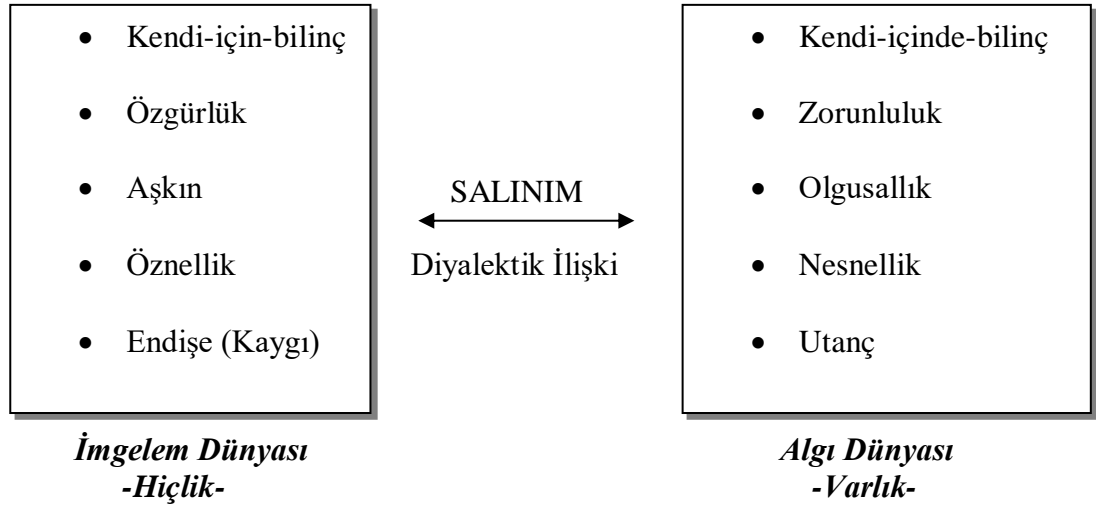 • Kendi-için-bilinç
• Özgürlük
• Aşkın
• Öznellik
• Endişe (Kaygı)
SALINIM
Diyalektik İlişki
• Kendi-içinde-bilinç
• Zorunluluk
• Olgusallık
• Nesnellik
• Utanç
İmgelem Dünyası
-Hiçlik-
Algı Dünyası
-Varlık-